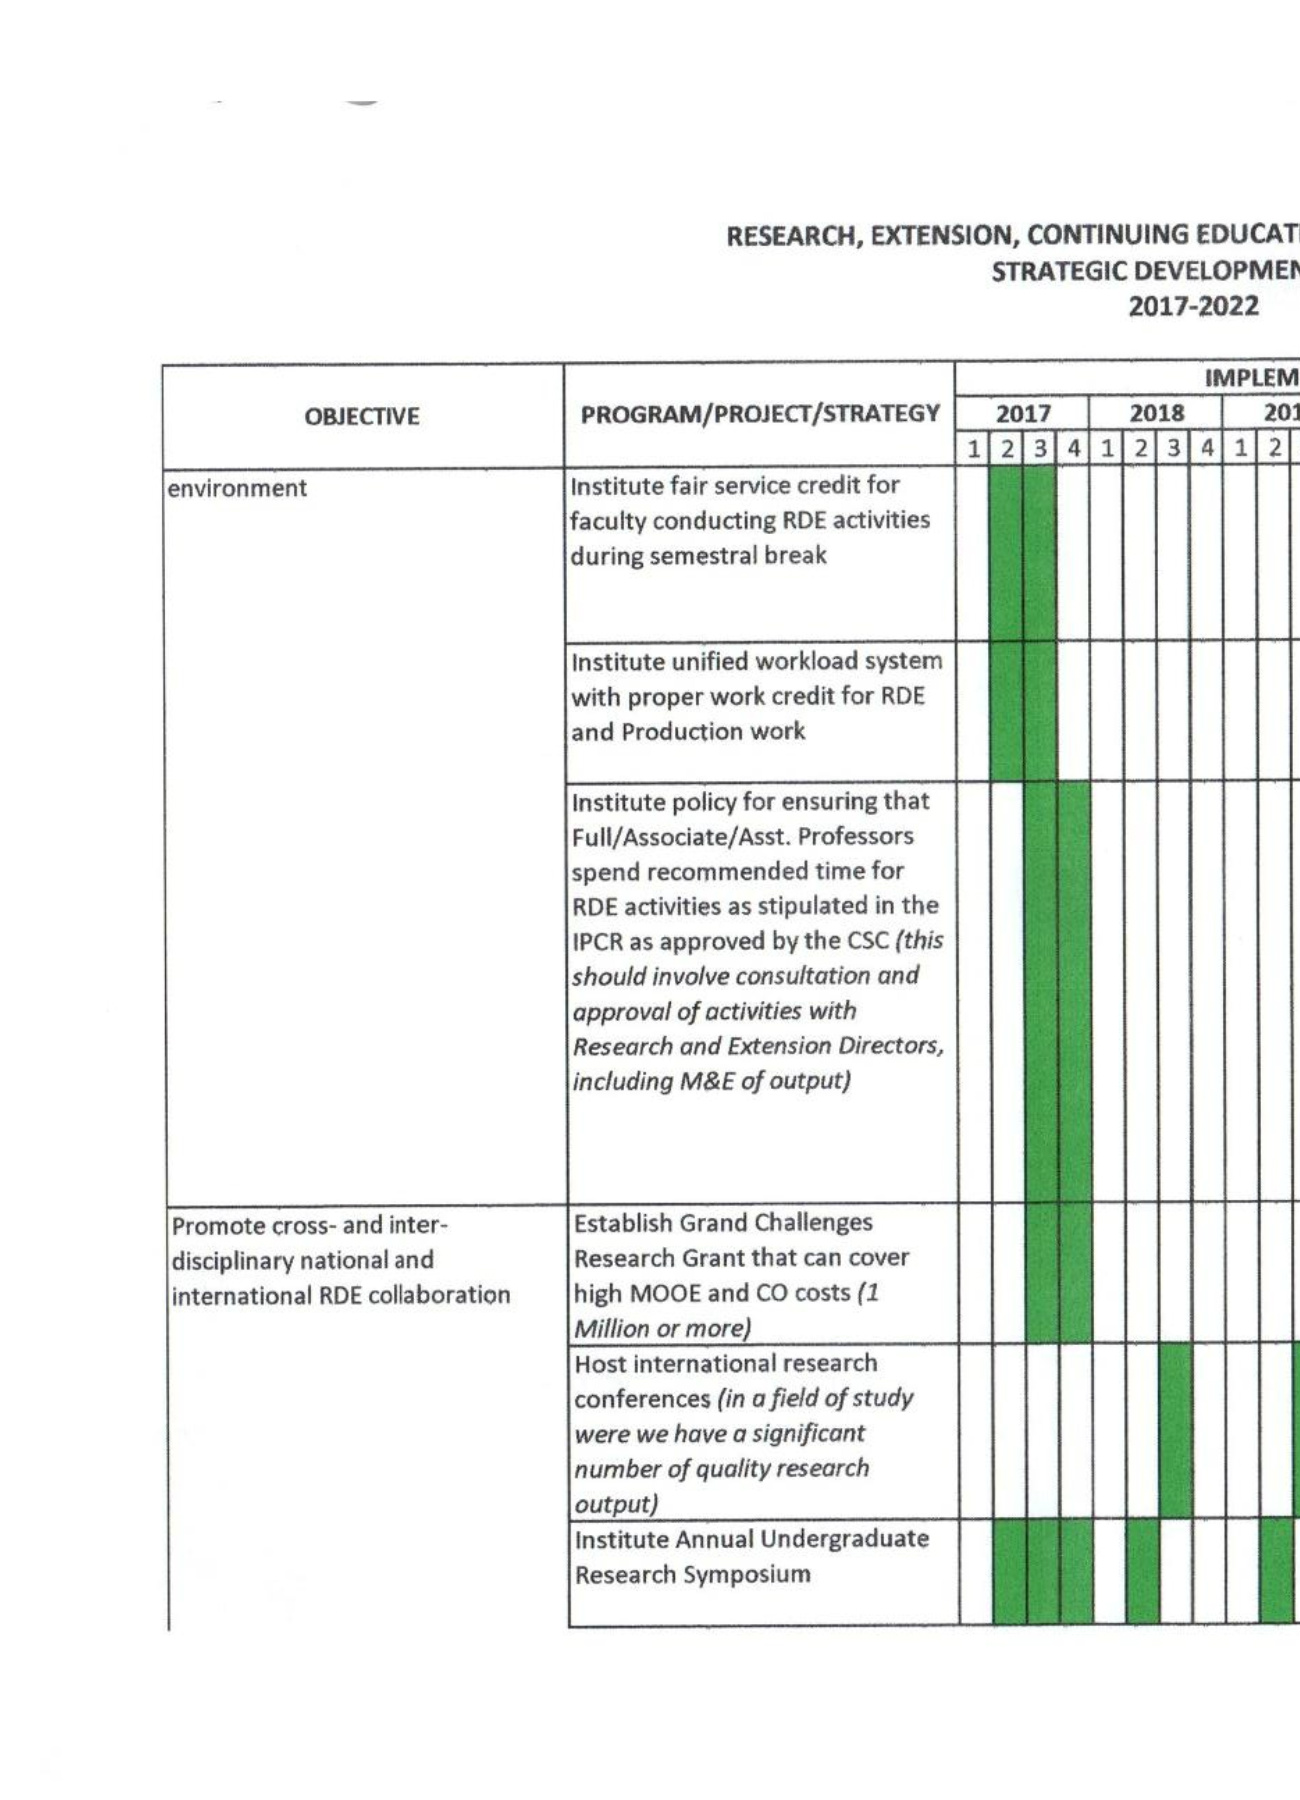 RESEARCH, EXTENSION, CONTINUING EDUCAT
STRATEGIC DEVELOPMEN
2017-2022
OBJECTIVE
PROGRAM/PROJECT/STRATEGY
IMPLEM
2017 2018 201
1 2 3 4 1 2 3 4 1 2
environment
Institute fair service credit for
faculty conducting RDE activities
during semestral break
Institute unified workload system
with proper work credit for RDE
and Production work
Institute policy for ensuring that
Full/Associate/Asst. Professors
spend recommended time for
RDE activities as stipulated in the
IPCR as approved by the CSC (this
should involve consultation and
approval of activities with
Research and Extension Directors,
including M&E of output)
Promote cross- and inter-
disciplinary national and
international RDE collaboration
Establish Grand Challenges
Research Grant that can cover
high MOOE and CO costs (1
Million or more)
Host international research
conferences (in a field of study
were we have a significant
number of quality research
output)
Institute Annual Undergraduate
Research Symposium